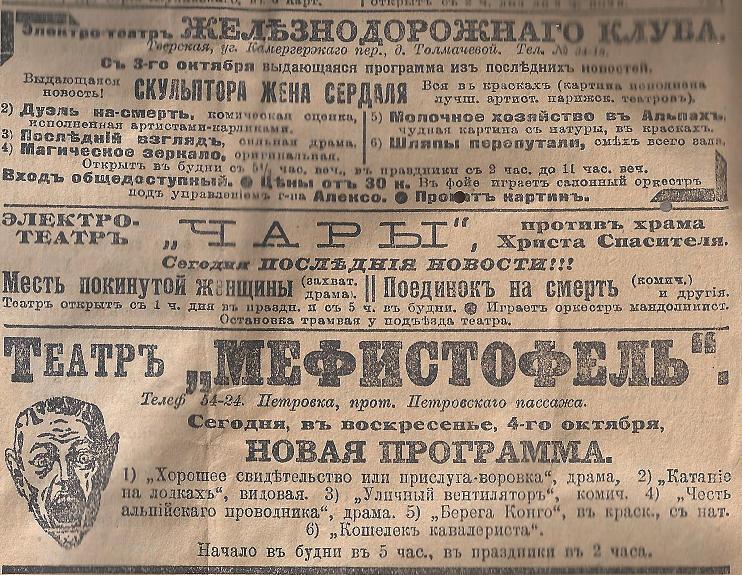 Электро-театръ ЖЕЛѢЗНОДОРОЖНАГО КЛУБА.
Тверская, уг. Камергерскаго пер., д. Толмачевой. Тел. №
Съ 3-го октября выдающаяся программа изъ послѣднихъ новостей.
Выдающаяся новость! СКУЛЬПТОРА ЖЕНА СЕРДАЛЯ Вся въ краскахъ (картина исполнена лучш. артист. парижск. театровъ).
2) Дуэль на-смерть, комическая сценка,
исполненная артистами-карликами.
3) Послѣдній взглядъ, сильная драма.
4) Магическое зеркало, оригинальная.
5) Молочное хозяйство въ Альпахъ,
чудная картина съ натуры, въ краскахъ.
6) Шляпы перепутали, смѣхъ всего зала.
Открытъ въ будни съ 5½ час. веч., въ праздники съ 2 час. до 11 час. веч.
Входъ общедоступный. Цѣны отъ 30 к. Въ фойе играетъ салонный оркестръ
подъ управленіемъ г-на Алексо. Прокатъ картинъ.
ЭЛЕКТРО-ТЕАТРЪ „ЧАРЫ“, противъ храма Христа Спасителя.
Сегодня ПОСЛѢДНІЯ НОВОСТИ!!!
Месть покинутой женщины (захват. драма). || Поединокъ на смерть (комич.) и другія.
Театръ открытъ съ 1 ч. дня въ праздн. и съ 5 ч. въ будни. Играетъ оркестръ мандолинист.
Остановка трамвая у подъѣзда театра.
ТЕАТРЪ „МЕФИСТОФЕЛЬ“.
Телеф 54-24. Петровка, прот. Петровскаго пассажа.
Сегодня, въ воскресенье, 4-го октября,
НОВАЯ ПРОГРАММА.
1) „Хорошее свидѣтельство или прислуга-воровка“, драма, 2) „Катаніе
на лодкахъ“, видовая. 3) „Уличный вентиляторъ“, комич. 4) „Честь
альпійскаго проводника“, драма. 5) „Берега Конго“, въ краск., съ нат.
6) „Кошелекъ кавалериста“.
Начало въ будни въ 5 час., въ праздники въ 2 часа.